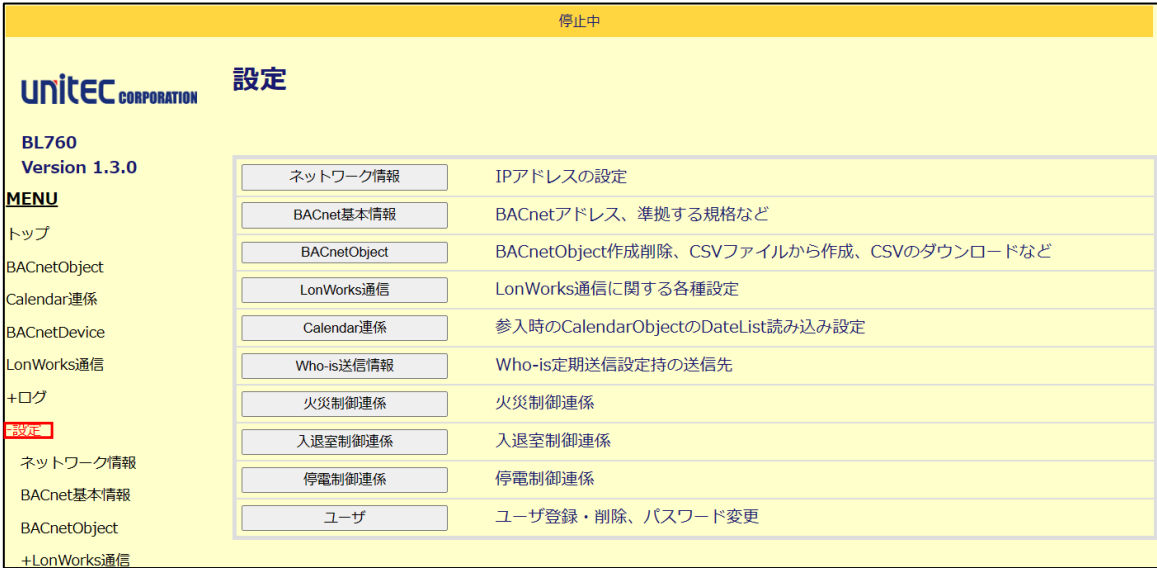 停止中
unitec CORPORATION
設定
BL760
Version 1.3.0
MENU
トップ
BACnetObject
Calendar連係
BACnetDevice
LonWorks通信
+ログ
-設定
ネットワーク情報
BACnet基本情報
BACnetObject
+LonWorks通信
ネットワーク情報 IPアドレスの設定
BACnet基本情報 BACnetアドレス、準拠する規格など
BACnetObject BACnetObject作成削除、CSVファイルから作成、CSVのダウンロードなど
LonWorks通信 LonWorks通信に関する各種設定
Calendar連係 参入時のCalendarObjectのDateList読み込み設定
Who-is送信情報 Who-is定期送信設定持の送信先
火災制御連係 火災制御連係
入退室制御連係 入退室制御連係
停電制御連係 停電制御連係
ユーザ ユーザ登録・削除、パスワード変更